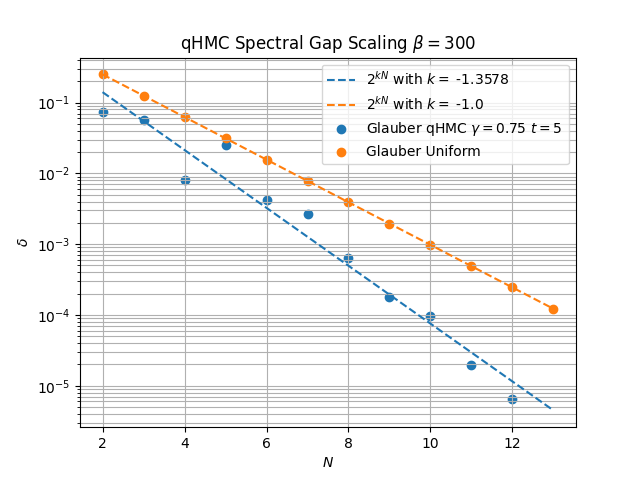 qHMC Spectral Gap Scaling β = 300
2^{kN} with k = -1.3578
2^{kN} with k = -1.0
Glauber qHMC γ = 0.75 t = 5
Glauber Uniform
10^{-1}
10^{-2}
10^{-3}
10^{-4}
10^{-5}
δ
2 4 6 8 10 12
N